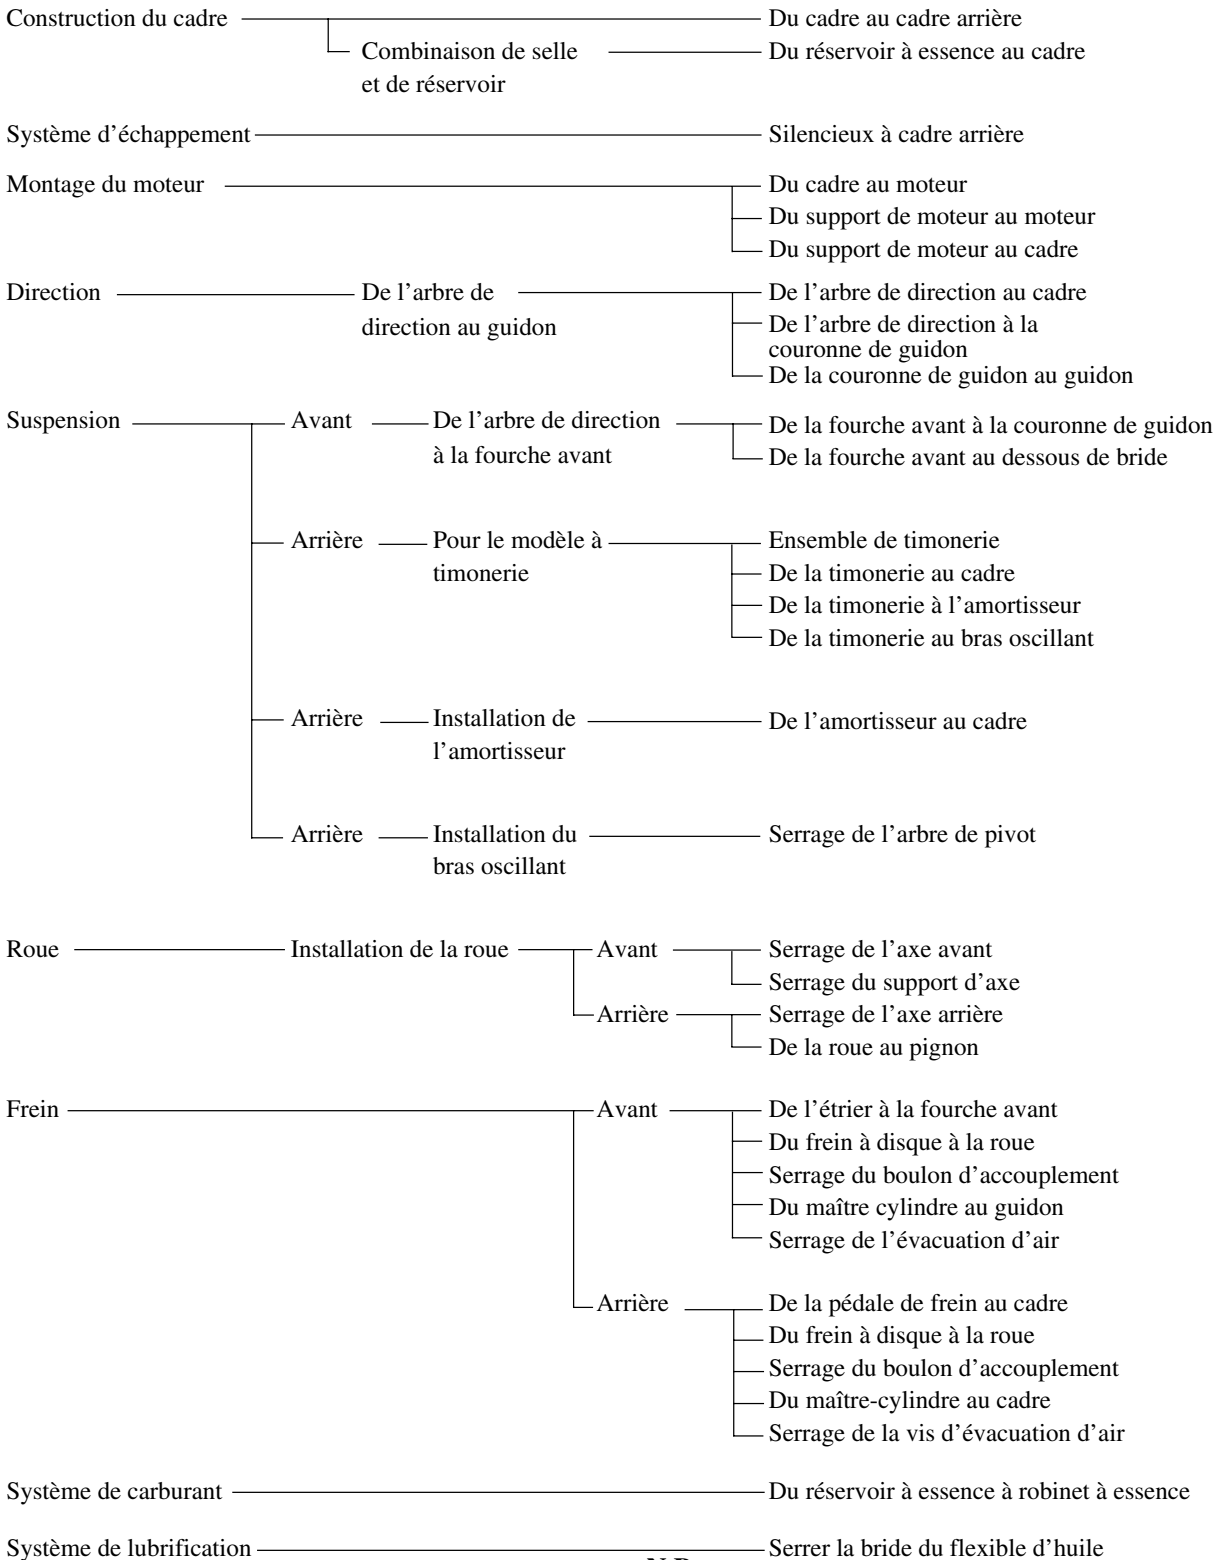 Construction du cadre
Du cadre au cadre arrière
Combinaison de selle
et de réservoir
Du réservoir à essence au cadre
Système d'échappement
Silencieux à cadre arrière
Montage du moteur
Du cadre au moteur
Du support de moteur au moteur
Du support de moteur au cadre
Direction
De l'arbre de
direction au guidon
De l'arbre de direction au cadre
De l'arbre de direction à la
couronne de guidon
De la couronne de guidon au guidon
Suspension
Avant
De l'arbre de direction
à la fourche avant
De la fourche avant à la couronne de guidon
De la fourche avant au dessous de bride
Arrière
Pour le modèle à
timonerie
Ensemble de timonerie
De la timonerie au cadre
De la timonerie à l'amortisseur
De la timonerie au bras oscillant
Arrière
Installation de
l'amortisseur
De l'amortisseur au cadre
Arrière
Installation du
bras oscillant
Serrage de l'arbre de pivot
Roue
Installation de la roue
Avant
Serrage de l'axe avant
Serrage du support d'axe
Arrière
Serrage de l'axe arrière
De la roue au pignon
Frein
Avant
De l'étrier à la fourche avant
Du frein à disque à la roue
Serrage du boulon d'accouplement
Du maître cylindre au guidon
Serrage de l'évacuation d'air
Arrière
De la pédale de frein au cadre
Du frein à disque à la roue
Serrage du boulon d'accouplement
Du maître-cylindre au cadre
Serrage de la vis d'évacuation d'air
Système de carburant
Du réservoir à essence à robinet à essence
Système de lubrification
Serrer la bride du flexible d'huile